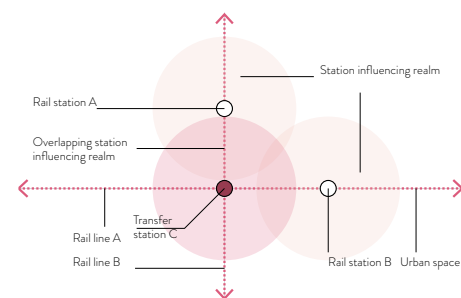 Station influencing realm
Rail station A
Overlapping station
influencing realm
Transfer
station C
Rail line A
Rail line B
Rail station B
Urban space